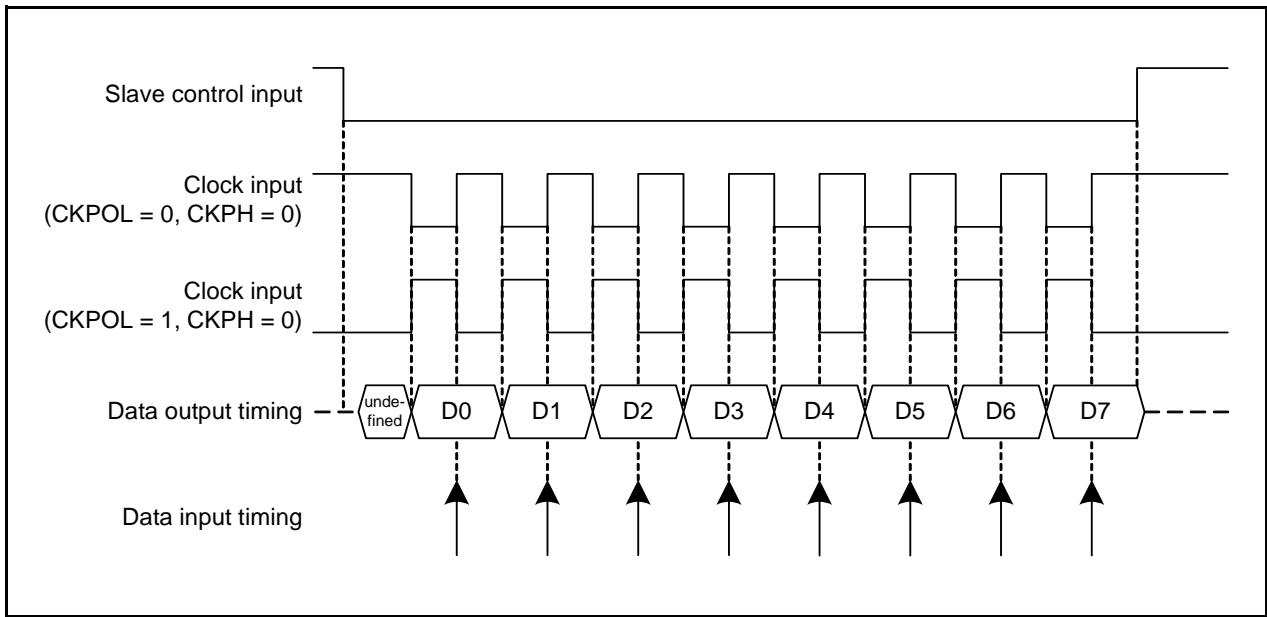 Slave control input
Clock input
(CKPOL = 0, CKPH = 0)
Clock input
(CKPOL = 1, CKPH = 0)
Data output timing
unde-
fined
D0 D1 D2 D3 D4 D5 D6 D7
Data input timing